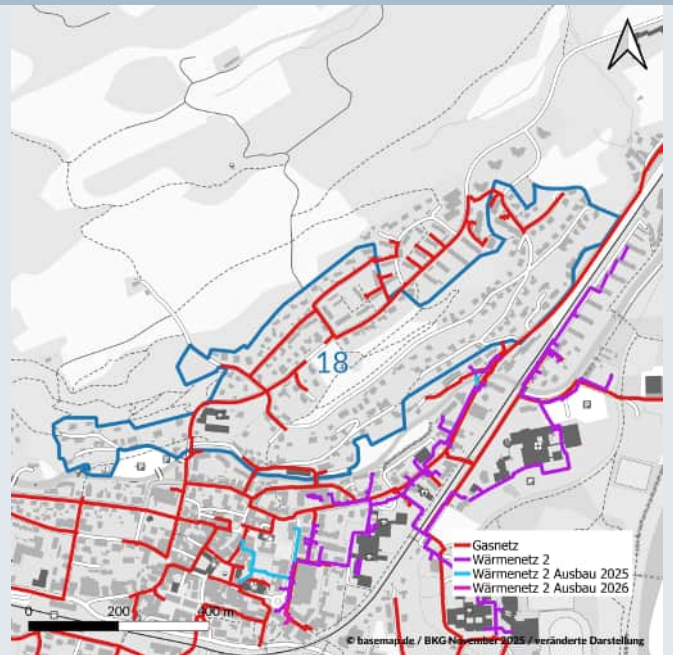 18
Gasnetz
Wärmenetz 2
Wärmenetz 2 Ausbau 2025
Wärmenetz 2 Ausbau 2026
0 200 400 m
© basemap.de / BKG November 2025 / veränderte Darstellung